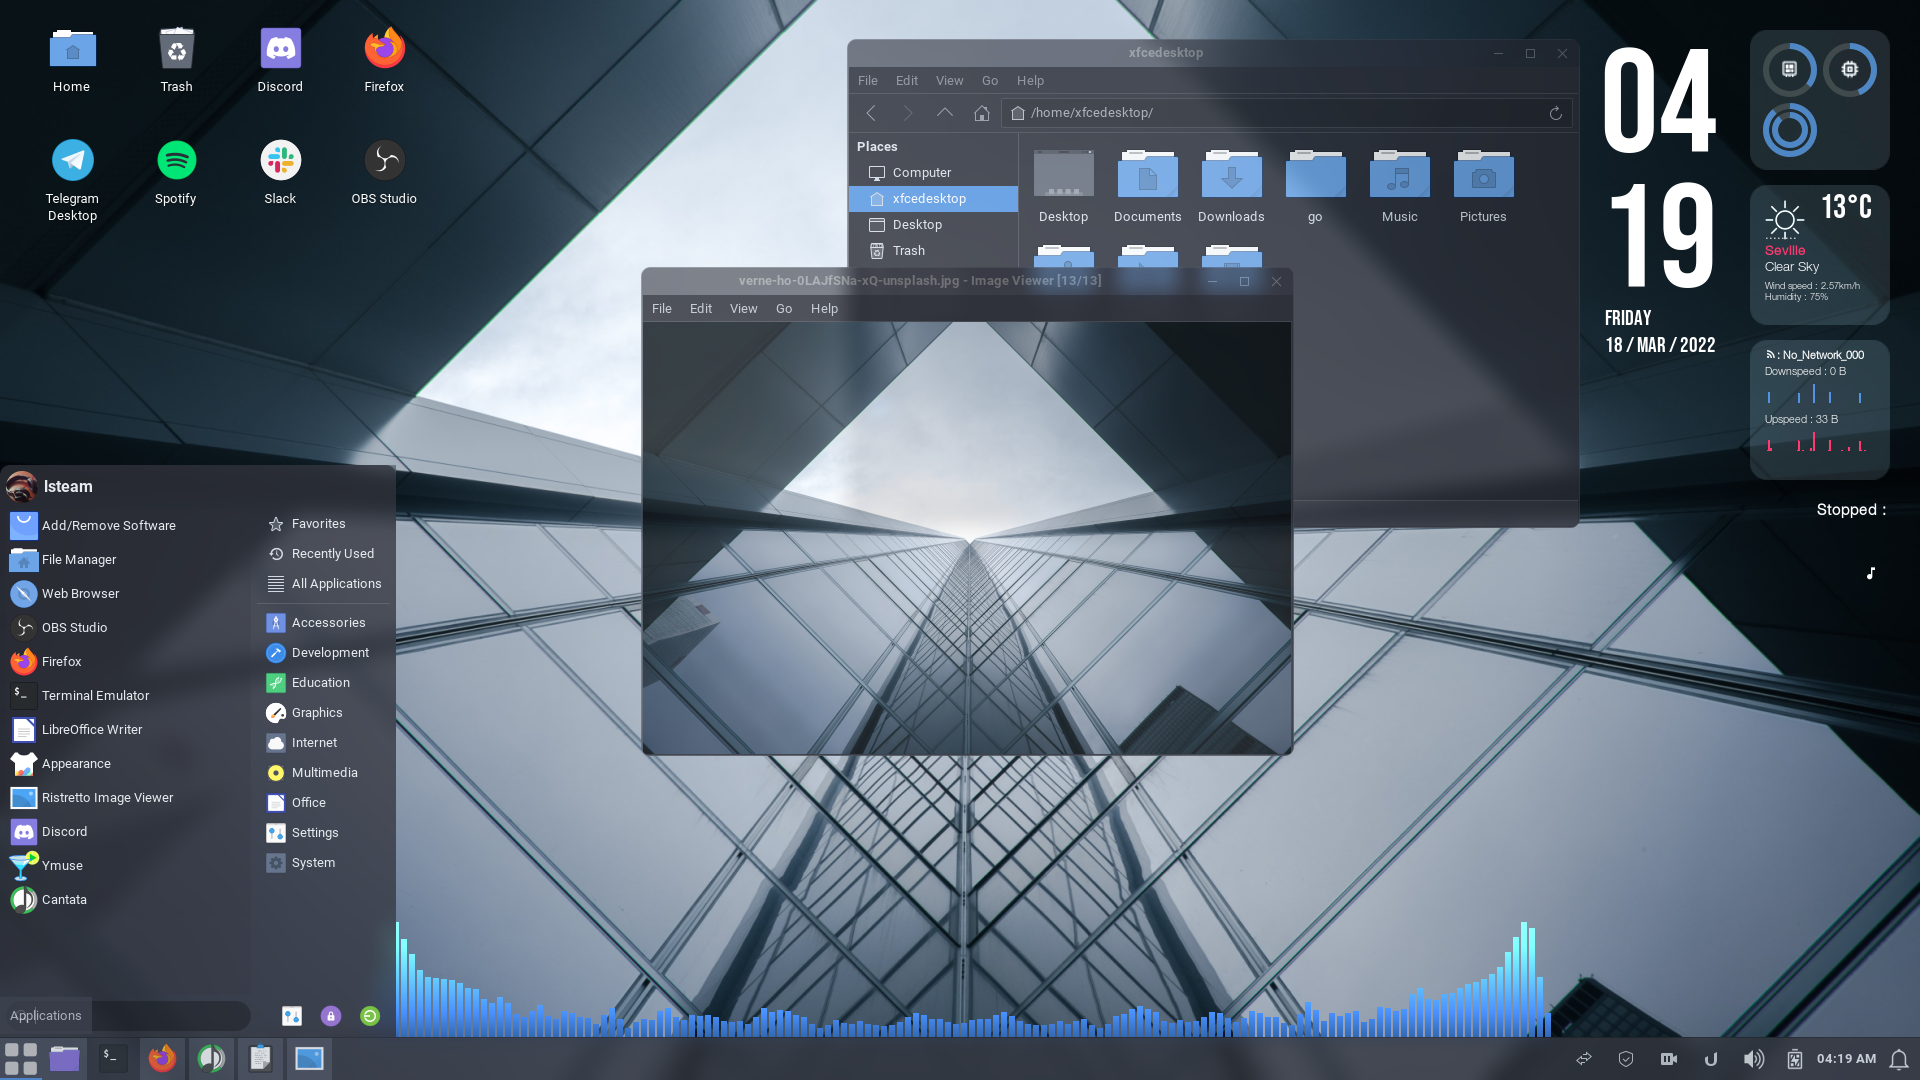 Home
Trash
Discord
Firefox
Telegram
Desktop
Spotify
Slack
OBS Studio
xfcedesktop
File Edit View Go Help
/home/xfcedesktop/
Places
Computer
xfcedesktop
Desktop
Trash
Desktop
Documents
Downloads
go
Music
Pictures
verne-ho-0LAJfSNa-xQ-unsplash.jpg - Image Viewer [13/13]
File Edit View Go Help
04
19
FRIDAY
18 / MAR / 2022
13°C
Seville
Clear Sky
Wind speed : 2.57km/h
Humidity : 75%
: No_Network_000
Downspeed : 0 B
Upspeed : 33 B
Stopped :
Isteam
Add/Remove Software
File Manager
Web Browser
OBS Studio
Firefox
Terminal Emulator
LibreOffice Writer
Appearance
Ristretto Image Viewer
Discord
Ymuse
Cantata
Favorites
Recently Used
All Applications
Accessories
Development
Education
Graphics
Internet
Multimedia
Office
Settings
System
Applications
$_
04:19 AM